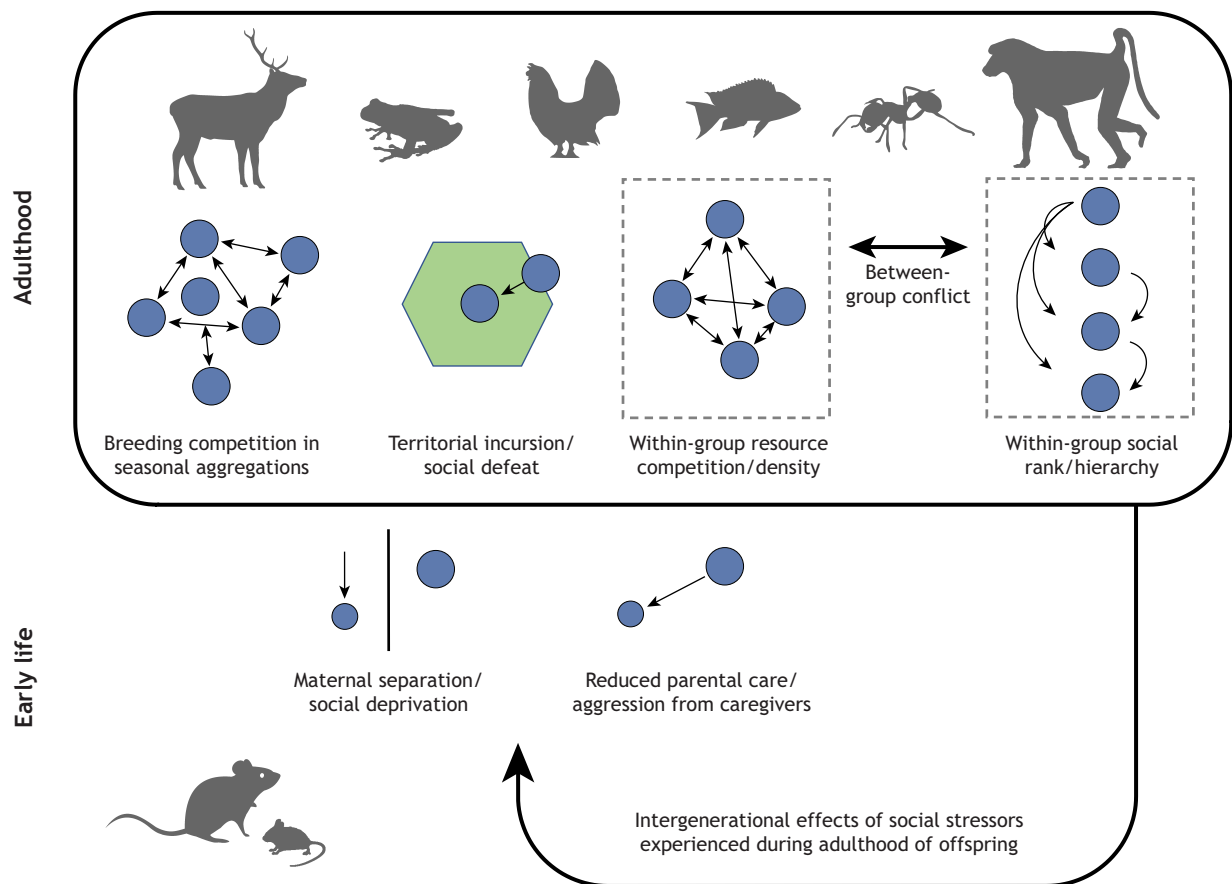 Adulthood
Between-
group conflict
Breeding competition in
seasonal aggregations
Territorial incursion/
social defeat
Within-group resource
competition/density
Within-group social
rank/hierarchy
Early life
Maternal separation/
social deprivation
Reduced parental care/
aggression from caregivers
Intergenerational effects of social stressors
experienced during adulthood of offspring